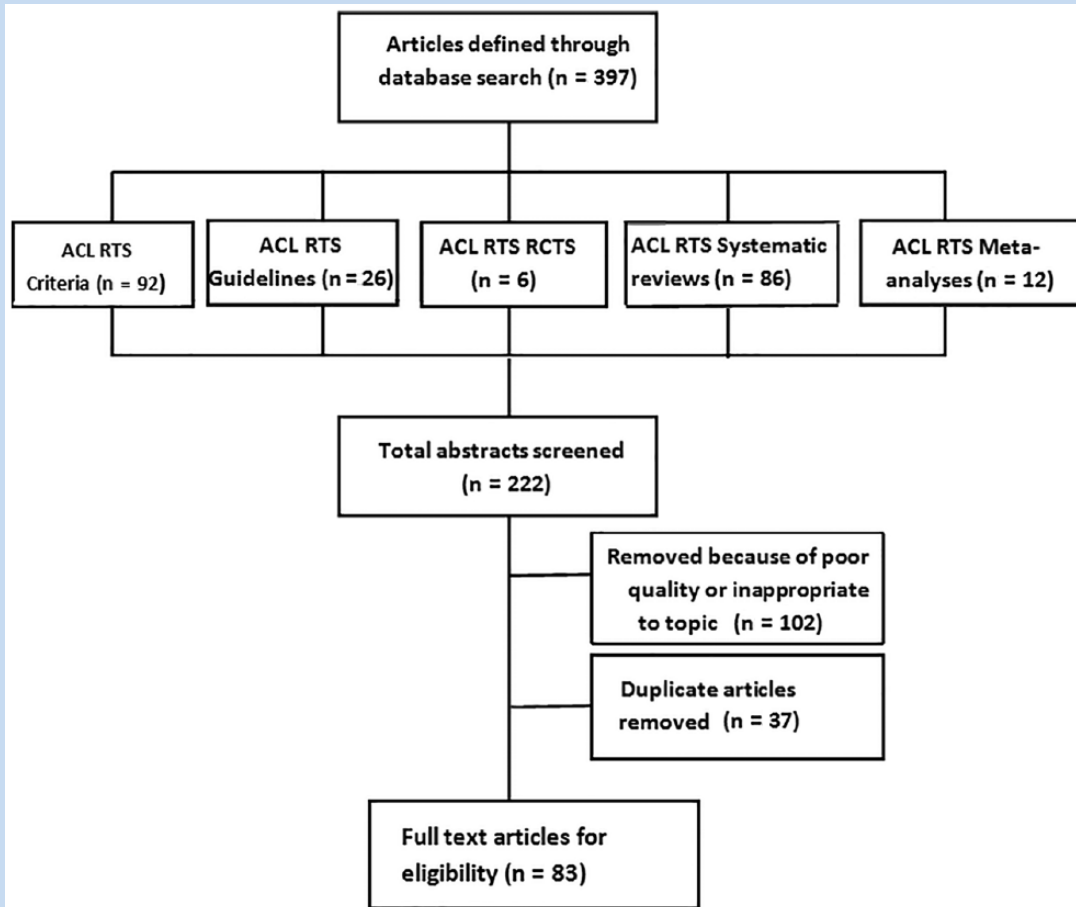 Articles defined through
database search (n = 397)
ACL RTS
Criteria (n = 92)
ACL RTS
Guidelines (n = 26)
ACL RTS RCTS
(n = 6)
ACL RTS Systematic
reviews (n = 86)
ACL RTS Meta-
analyses (n = 12)
Total abstracts screened
(n = 222)
Removed because of poor
quality or inappropriate
to topic (n = 102)
Duplicate articles
removed (n = 37)
Full text articles for
eligibility (n = 83)